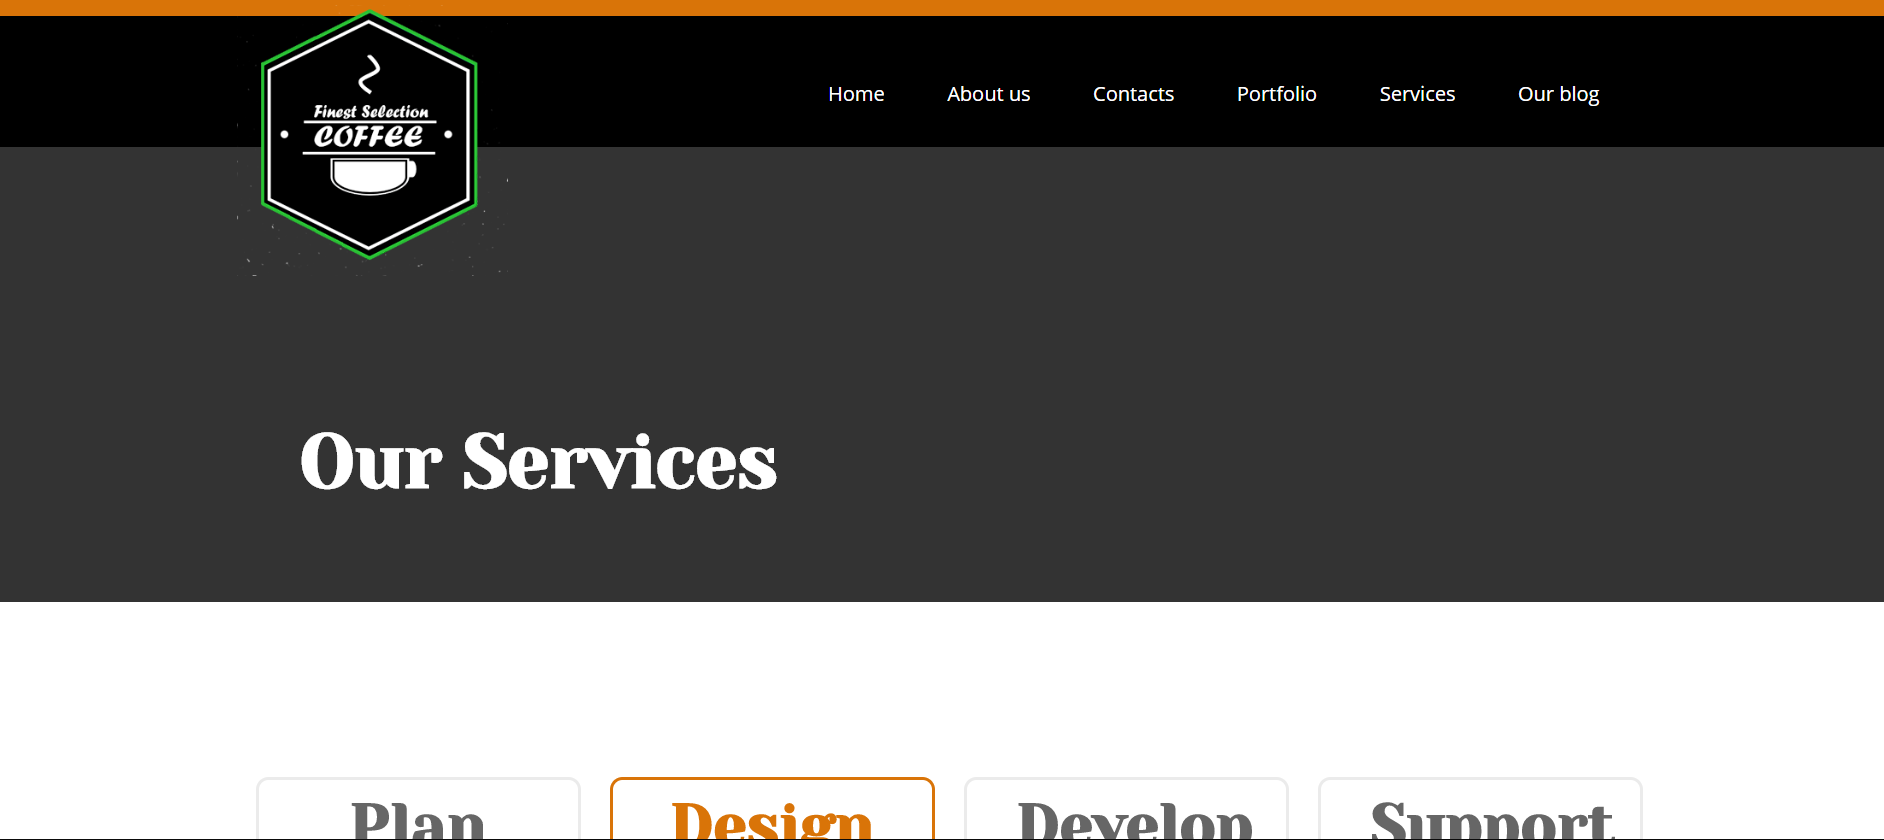 Finest Selection
COFFEE
Home About us Contacts Portfolio Services Our blog
Our Services
Plan Design Develop Support